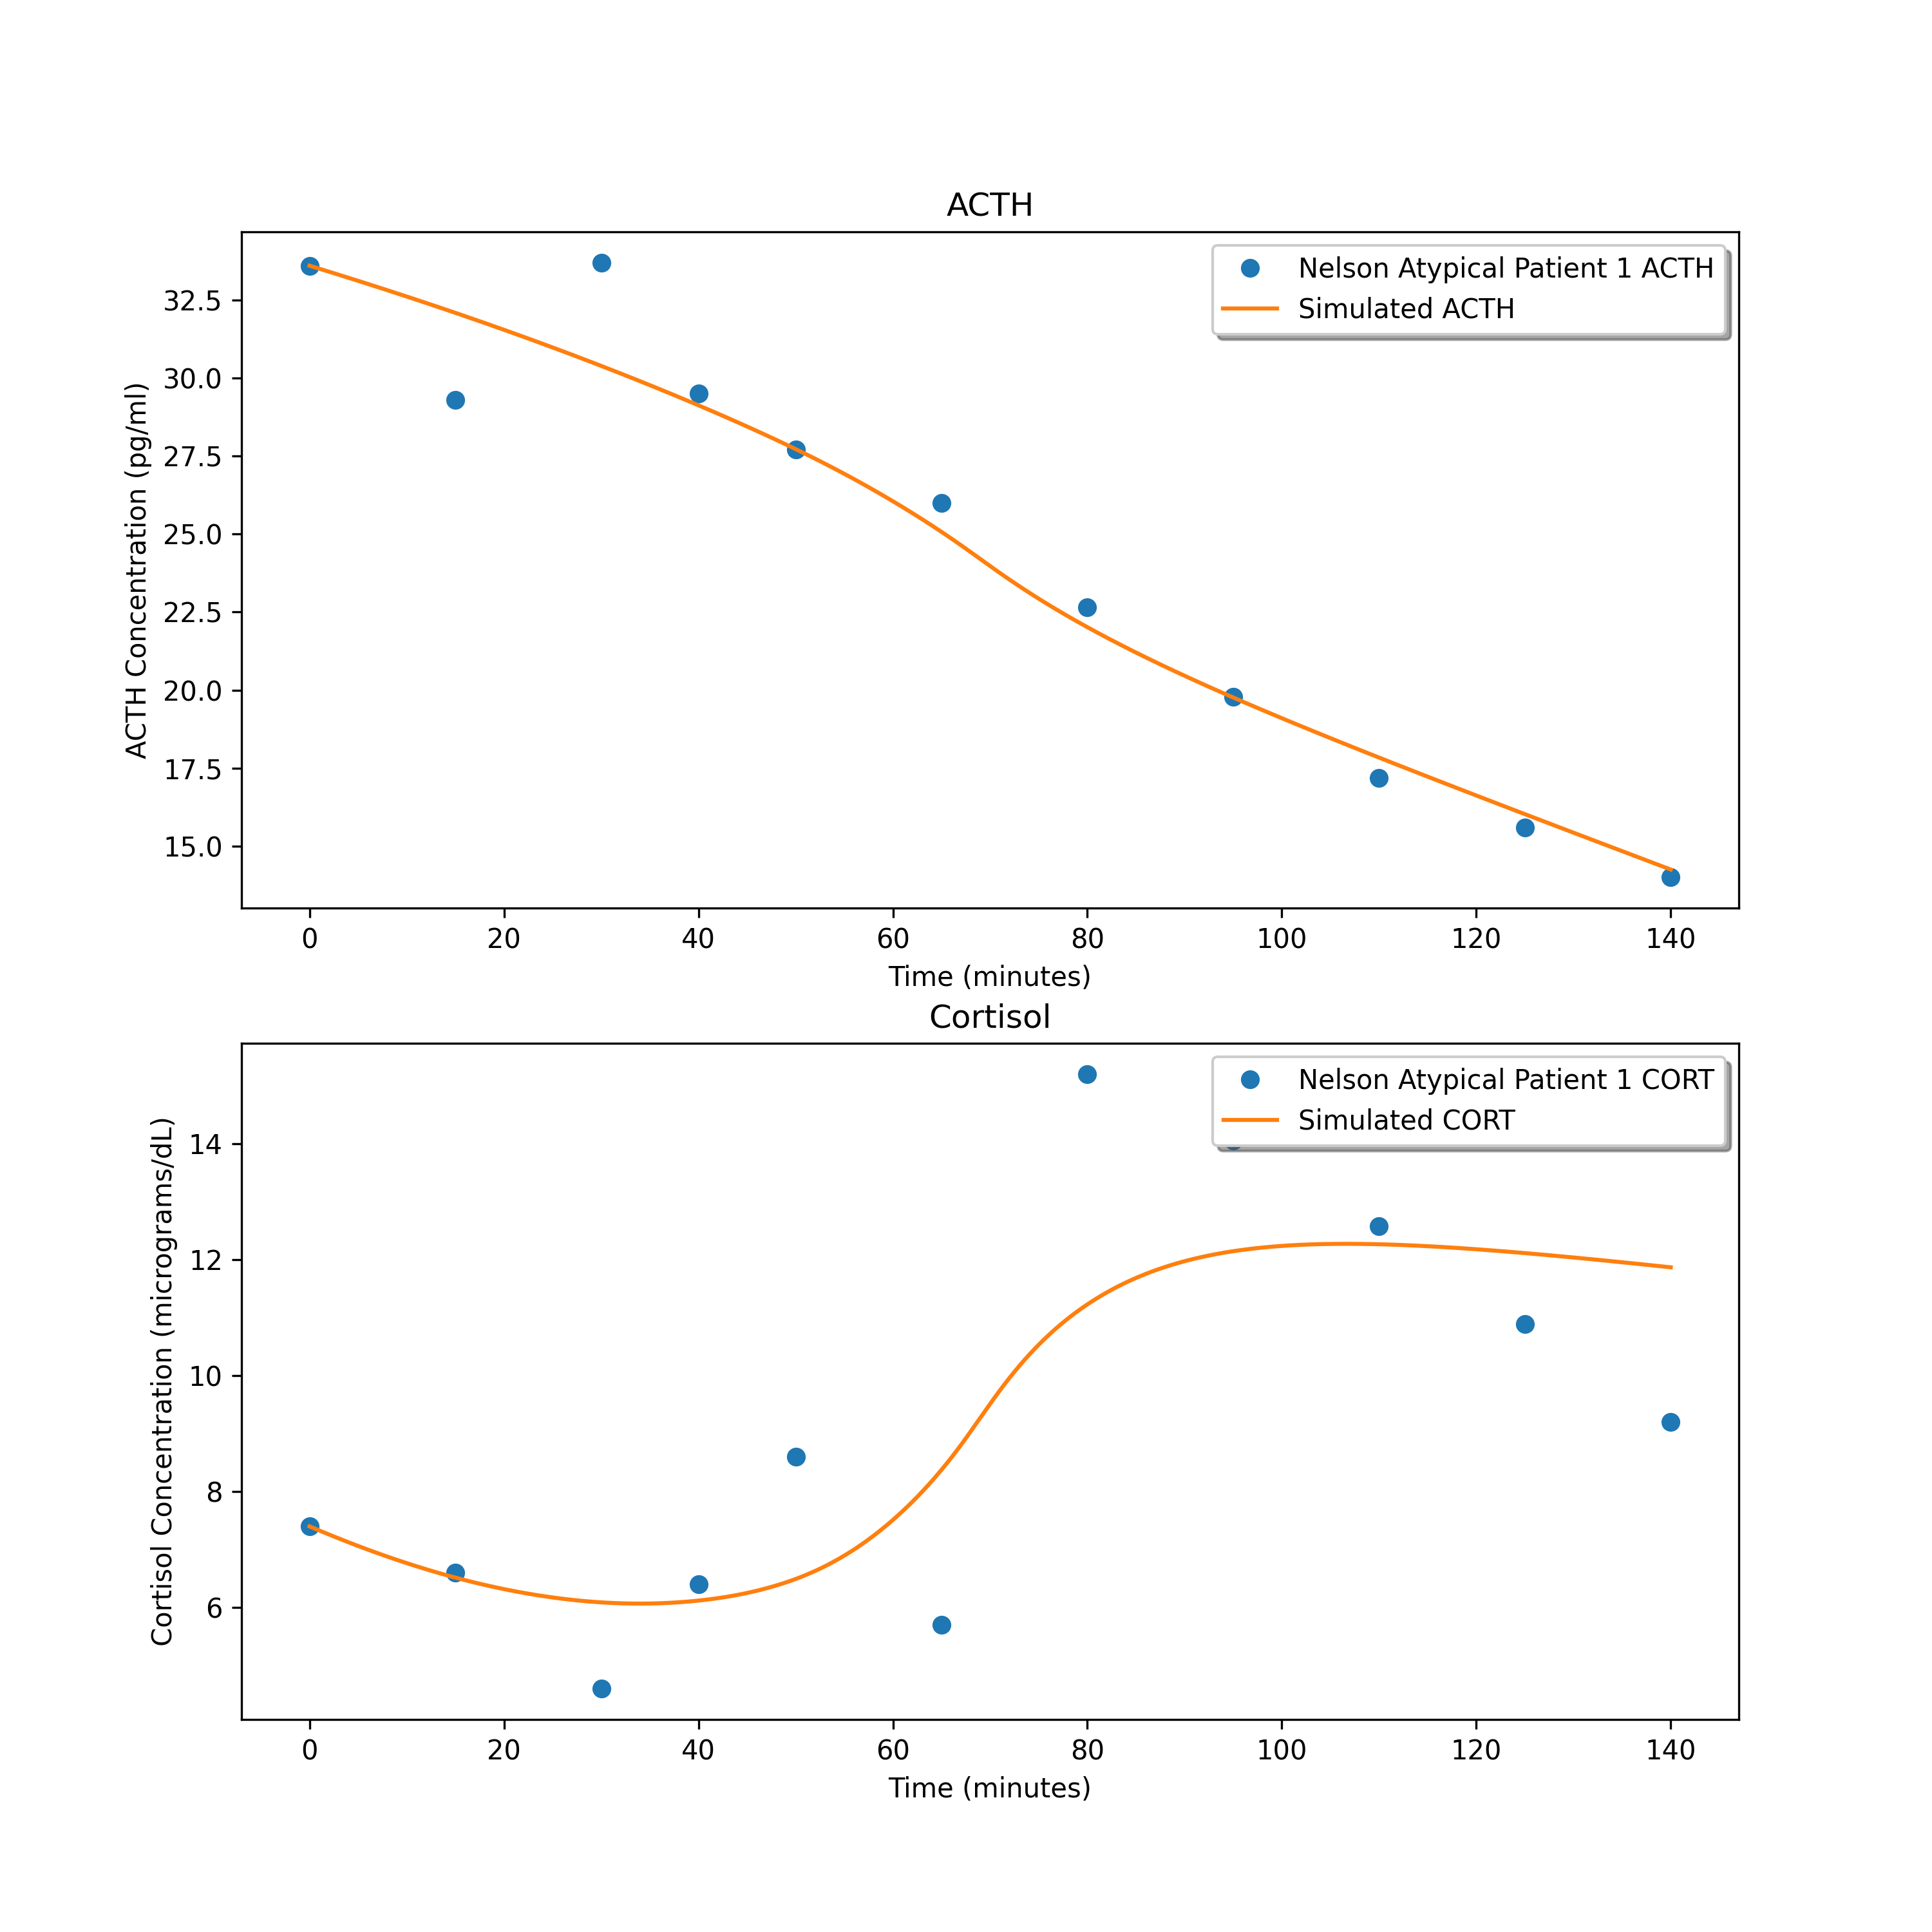 ACTH
Nelson Atypical Patient 1 ACTH
Simulated ACTH
ACTH Concentration (pg/ml)
32.5
30.0
27.5
25.0
22.5
20.0
17.5
15.0
0 20 40 60 80 100 120 140
Time (minutes)
Cortisol
Nelson Atypical Patient 1 CORT
Simulated CORT
Cortisol Concentration (micrograms/dL)
14
12
10
8
6
0 20 40 60 80 100 120 140
Time (minutes)